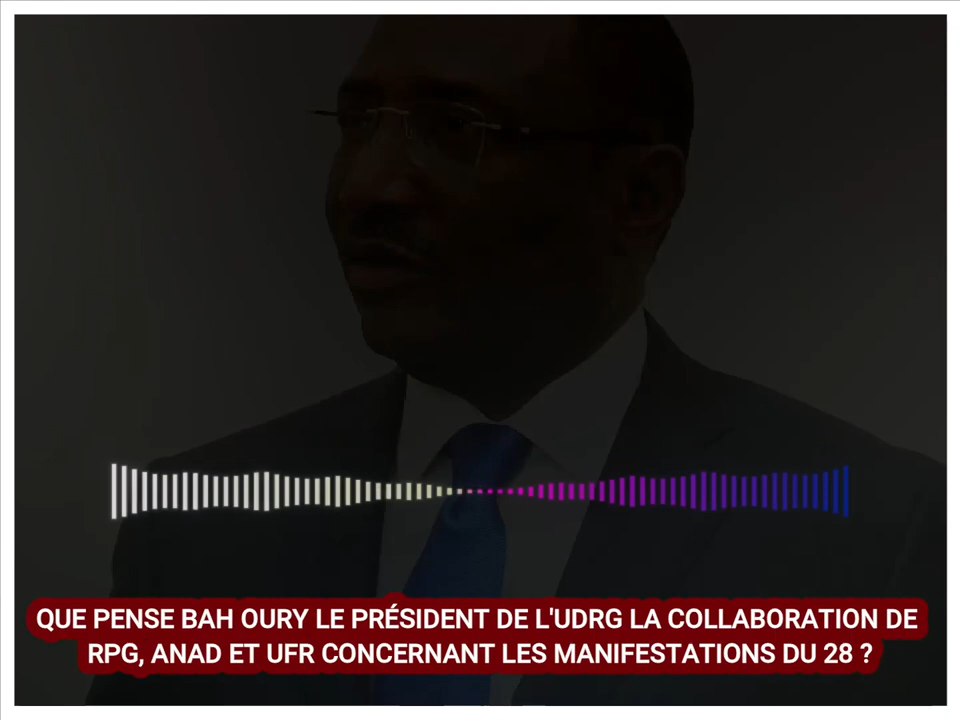 QUE PENSE BAH OURY LE PRÉSIDENT DE L'UDRG LA COLLABORATION DE
RPG, ANAD ET UFR CONCERNANT LES MANIFESTATIONS DU 28 ?